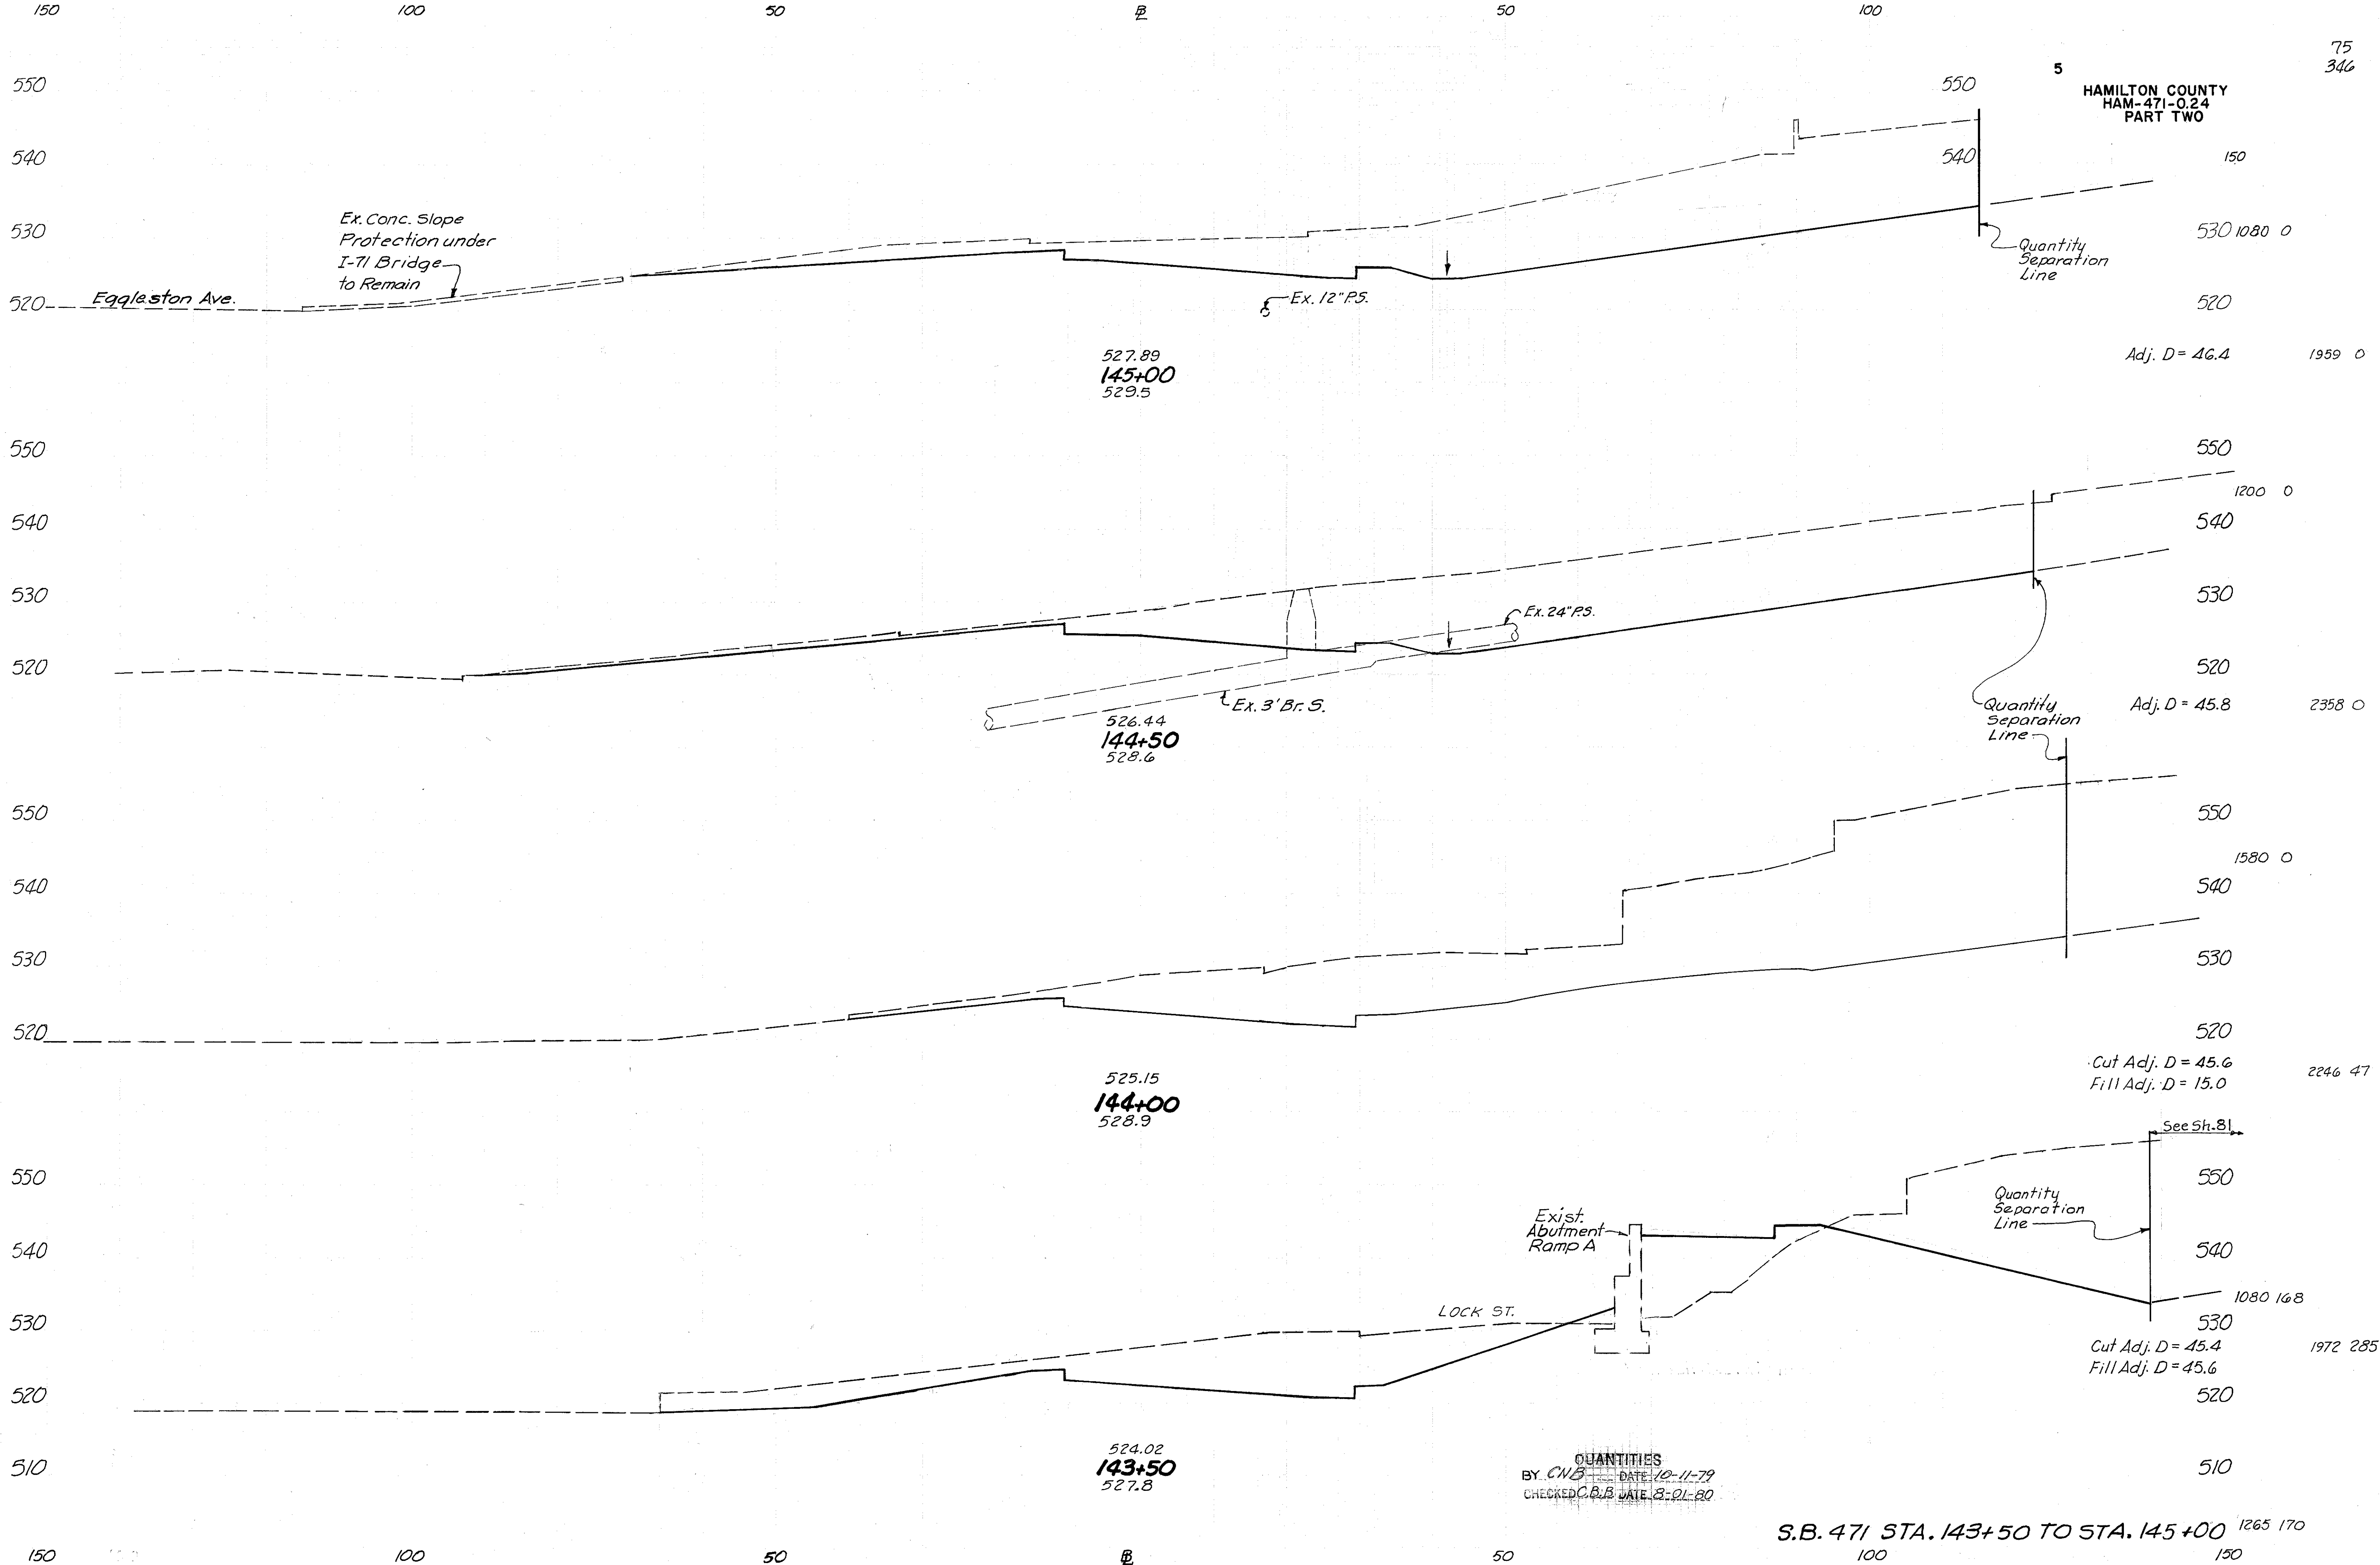 150 100 50 ℄ 50 100
75
346
5
HAMILTON COUNTY
HAM-471-0.24
PART TWO
550 550
540 540 150
Ex. Conc. Slope
Protection under
I-71 Bridge
to Remain
530 530 1080 0
Quantity
Separation
Line
520 Eggleston Ave. Ex. 12" P.S. 520
527.89
145+00
529.5
Adj. D = 46.4 1959 0
550 550
1200 0
540 540
530 530
Ex. 24" P.S.
520 520
Ex. 3' Br. S.
Quantity
Separation
Line
Adj. D = 45.8 2358 0
526.44
144+50
528.6
550 550
1580 0
540 540
530 530
520 520
Cut Adj. D = 45.6
Fill Adj. D = 15.0
2246 47
525.15
144+00
528.9
See Sh. 81
550 550
Quantity
Separation
Line
Exist.
Abutment
Ramp A
540 540
1080 168
LOCK ST.
530 530
Cut Adj. D = 45.4
Fill Adj. D = 45.6
1972 285
520 520
524.02
143+50
527.8
510 510
QUANTITIES
BY CNB DATE 10-11-79
CHECKED C.B.B DATE 8-01-80
S.B. 471 STA. 143+50 TO STA. 145+00 1265 170
150 100 50 ℄ 50 100 150